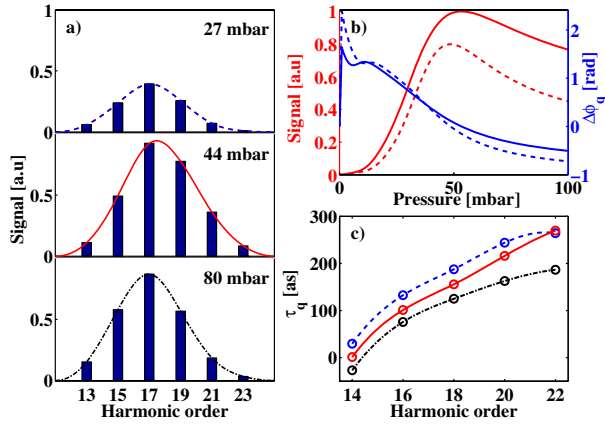 a)
27 mbar
1
0.5
0
44 mbar
0.5
0
80 mbar
0.5
0
13 15 17 19 21 23
Harmonic order
Signal [a.u]
b)
1
0.8
0.6
0.4
0.2
0
Signal [a.u]
2
1
0
−1
Δϕq [rad]
0 50 100
Pressure [mbar]
c)
300
200
100
0
τq [as]
14 16 18 20 22
Harmonic order